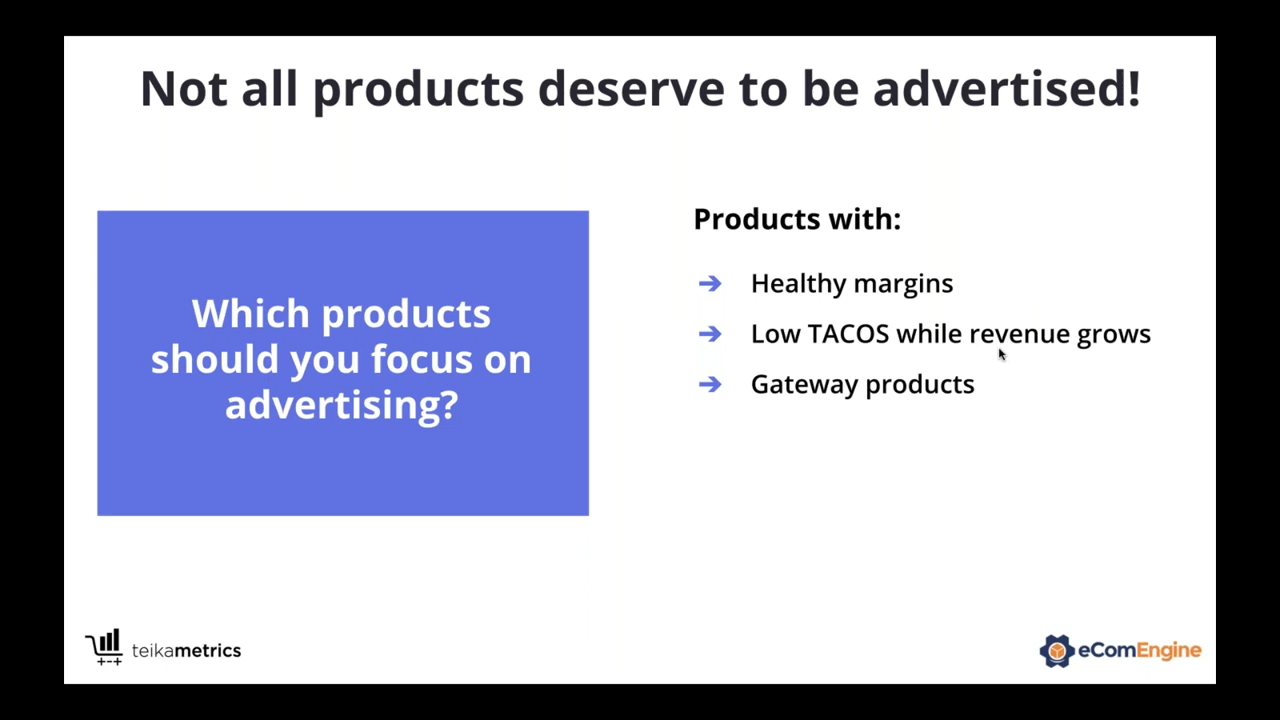 Not all products deserve to be advertised!
Which products
should you focus on
advertising?
Products with:
➔ Healthy margins
➔ Low TACOS while revenue grows
➔ Gateway products
teikametrics
eComEngine